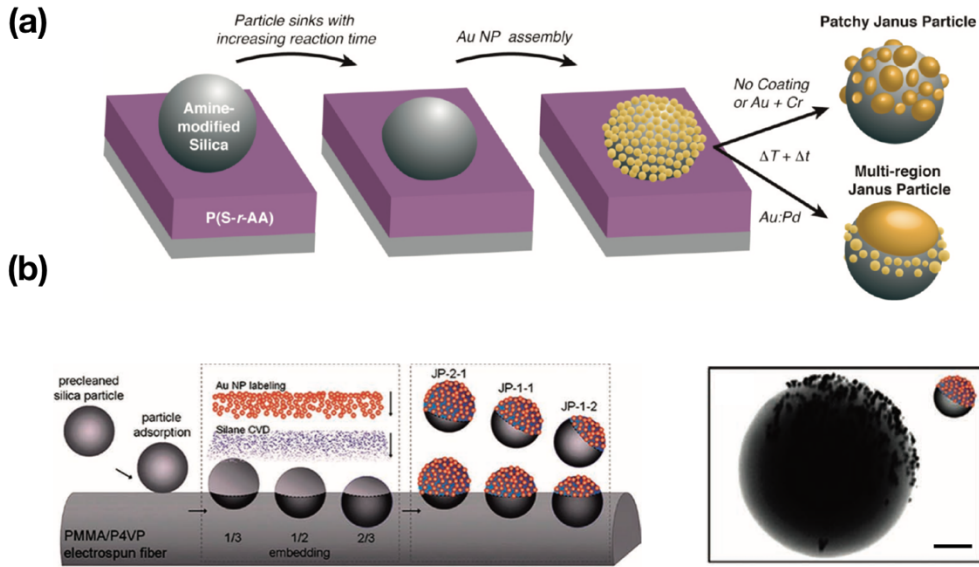 (a)
Particle sinks with
increasing reaction time
Au NP assembly
Patchy Janus Particle
Amine-
modified
Silica
P(S-r-AA)
No Coating
or Au + Cr
ΔT + Δt
Au:Pd
Multi-region
Janus Particle
(b)
precleaned
silica particle
particle
adsorption
Au NP labeling
Silane CVD
1/3
1/2
2/3
embedding
PMMA/P4VP
electrospun fiber
JP-2-1
JP-1-1
JP-1-2